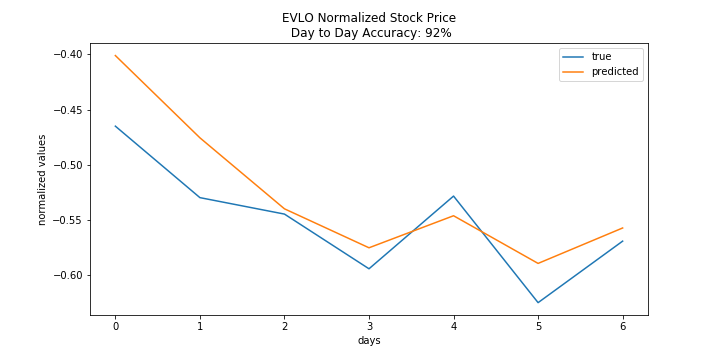 EVLO Normalized Stock Price
Day to Day Accuracy: 92%
true
predicted
−0.40
−0.45
−0.50
−0.55
−0.60
normalized values
0 1 2 3 4 5 6
days